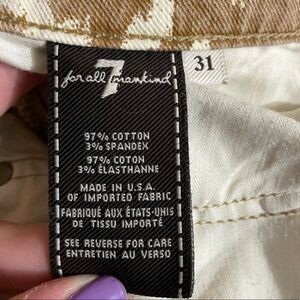 for all 7 mankind
31
97% COTTON
3% SPANDEX
97% COTON
3% ÉLASTHANNE
MADE IN U.S.A.
OF IMPORTED FABRIC
FABRIQUÉ AUX ÉTATS-UNIS
DE TISSU IMPORTÉ
SEE REVERSE FOR CARE
ENTRETIEN AU VERSO